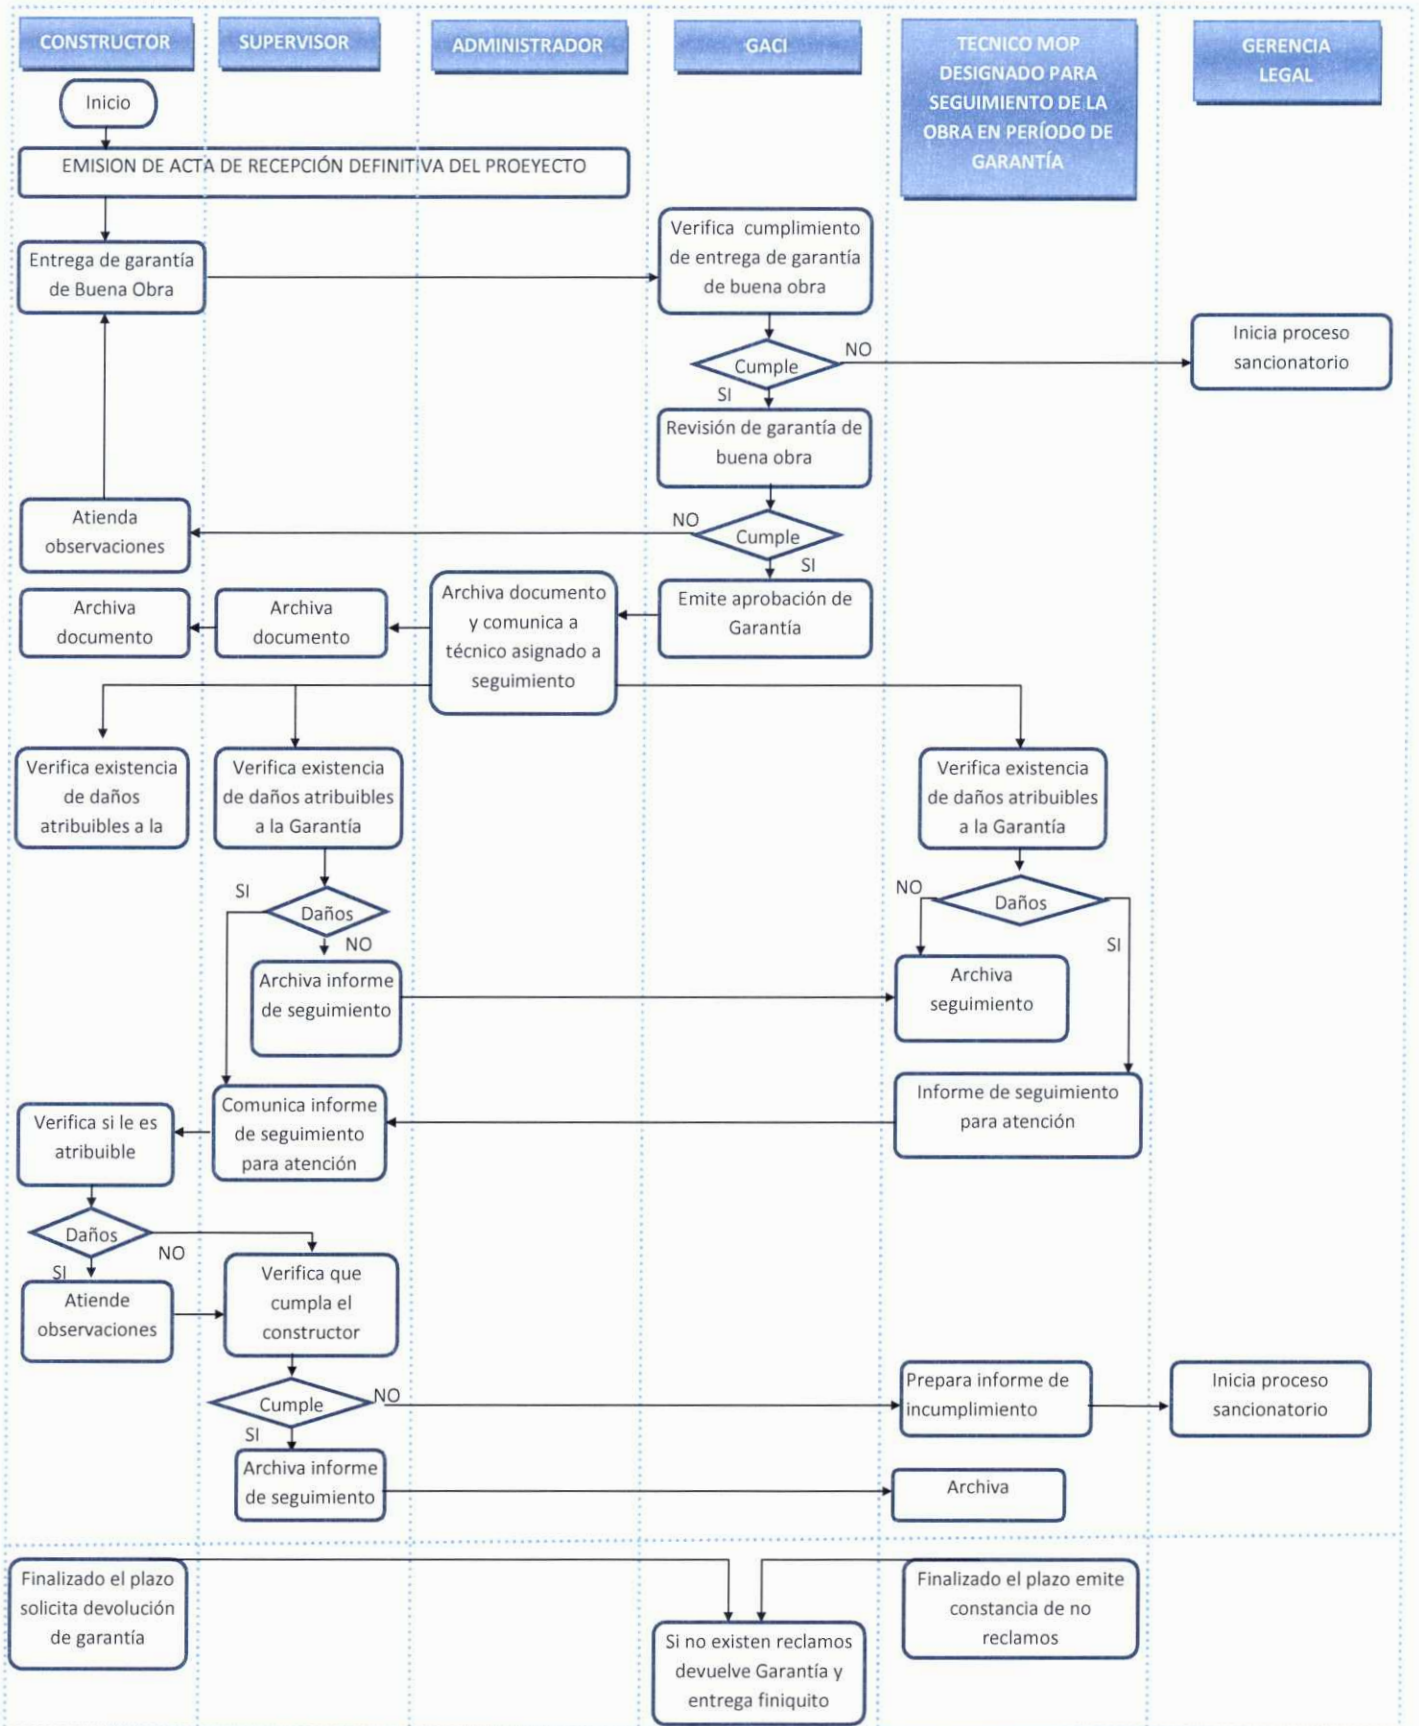 CONSTRUCTOR
SUPERVISOR
ADMINISTRADOR
GACI
TECNICO MOP
DESIGNADO PARA
SEGUIMIENTO DE LA
OBRA EN PERÍODO DE
GARANTÍA
GERENCIA
LEGAL
Inicio
EMISION DE ACTA DE RECEPCIÓN DEFINITIVA DEL PROEYECTO
Entrega de garantía
de Buena Obra
Verifica cumplimiento
de entrega de garantía
de buena obra
Cumple
NO
SI
Inicia proceso
sancionatorio
Revisión de garantía de
buena obra
Cumple
NO
SI
Atienda
observaciones
Emite aprobación de
Garantía
Archiva documento
y comunica a
técnico asignado a
seguimiento
Archiva
documento
Archiva
documento
Verifica existencia
de daños
atribuibles a la
Verifica existencia
de daños atribuibles
a la Garantía
Verifica existencia
de daños atribuibles
a la Garantía
SI
Daños
NO
NO
Daños
SI
Archiva informe
de seguimiento
Archiva
seguimiento
Informe de seguimiento
para atención
Comunica informe
de seguimiento
para atención
Verifica si le es
atribuible
Daños
NO
SI
Atiende
observaciones
Verifica que
cumpla el
constructor
Cumple
NO
SI
Prepara informe de
incumplimiento
Inicia proceso
sancionatorio
Archiva informe
de seguimiento
Archiva
Finalizado el plazo
solicita devolución
de garantía
Finalizado el plazo emite
constancia de no
reclamos
Si no existen reclamos
devuelve Garantía y
entrega finiquito